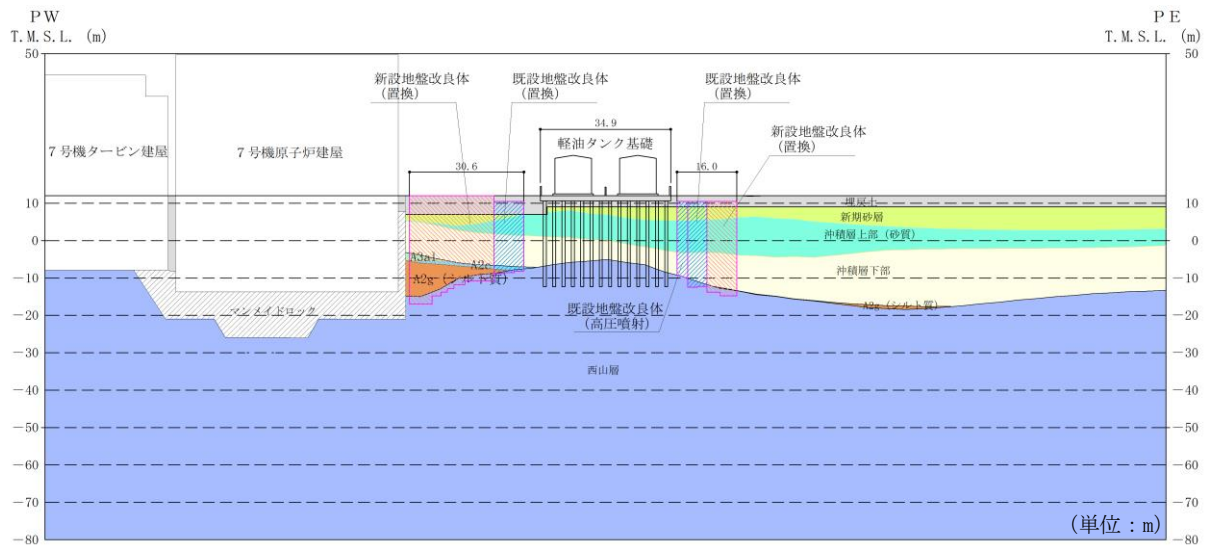 PW
PE
T.M.S.L. (m)
T.M.S.L. (m)
50
50
新設地盤改良体
(置換)
既設地盤改良体
(置換)
既設地盤改良体
(置換)
34.9
軽油タンク基礎
新設地盤改良体
(置換)
7号機タービン建屋
7号機原子炉建屋
30.6
16.0
10
埋戻土
10
新期砂層
沖積層上部(砂質)
0
0
A3a1
A2c
沖積層下部
A2g(シルト質)
-10
-10
既設地盤改良体
(高圧噴射)
A2g(シルト質)
マンメイドロック
-20
-20
-30
-30
西山層
-40
-40
-50
-50
-60
-60
-70
-70
(単位:m)
-80
-80